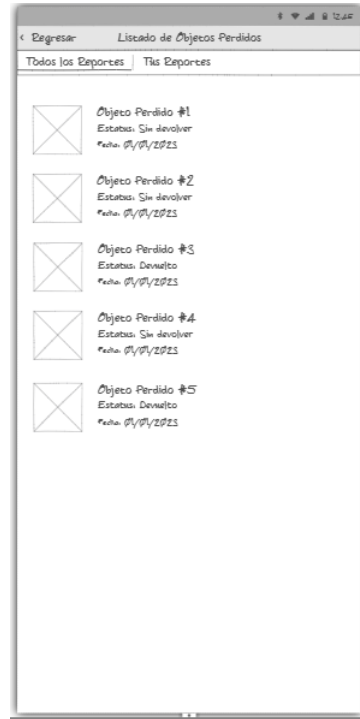 12:45
< Regresar Listado de Objetos Perdidos
Todos los Reportes Tus Reportes
Objeto Perdido #1
Estatus: Sin devolver
Fecha: 01/01/2023
Objeto Perdido #2
Estatus: Sin devolver
Fecha: 01/01/2023
Objeto Perdido #3
Estatus: Devuelto
Fecha: 01/01/2023
Objeto Perdido #4
Estatus: Sin devolver
Fecha: 01/01/2023
Objeto Perdido #5
Estatus: Devuelto
Fecha: 01/01/2023